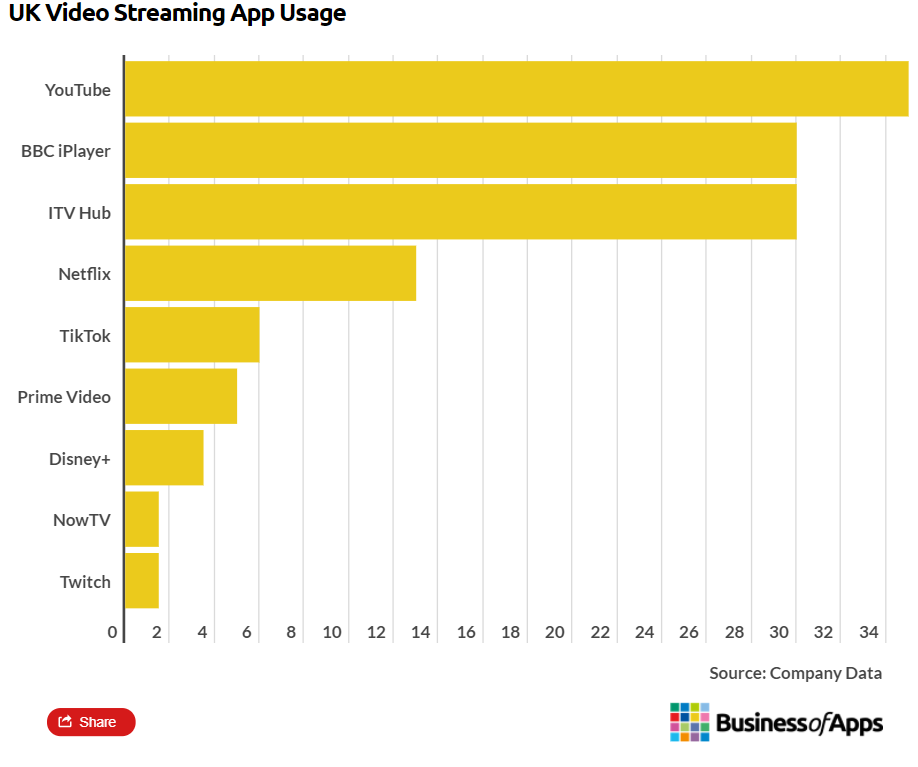 UK Video Streaming App Usage
YouTube
BBC iPlayer
ITV Hub
Netflix
TikTok
Prime Video
Disney+
NowTV
Twitch
0 2 4 6 8 10 12 14 16 18 20 22 24 26 28 30 32 34
Source: Company Data
Share
BusinessofApps